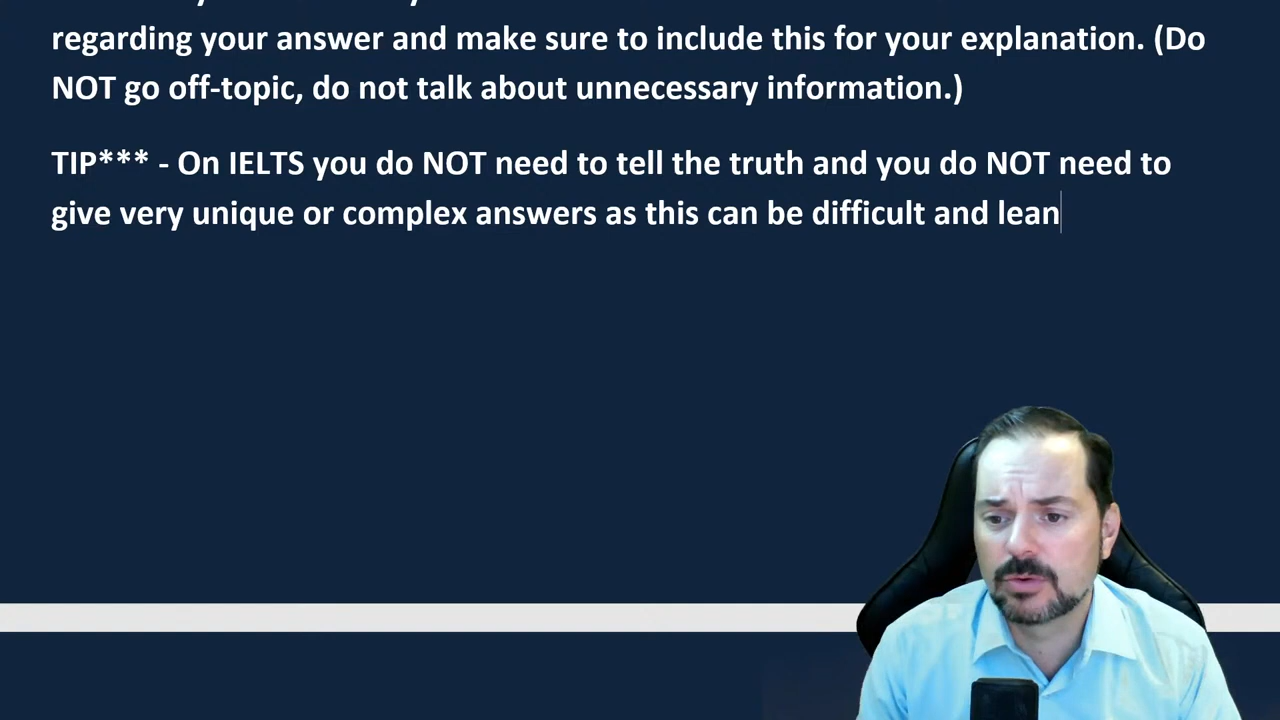 regarding your answer and make sure to include this for your explanation. (Do
NOT go off-topic, do not talk about unnecessary information.)
TIP*** - On IELTS you do NOT need to tell the truth and you do NOT need to
give very unique or complex answers as this can be difficult and lean